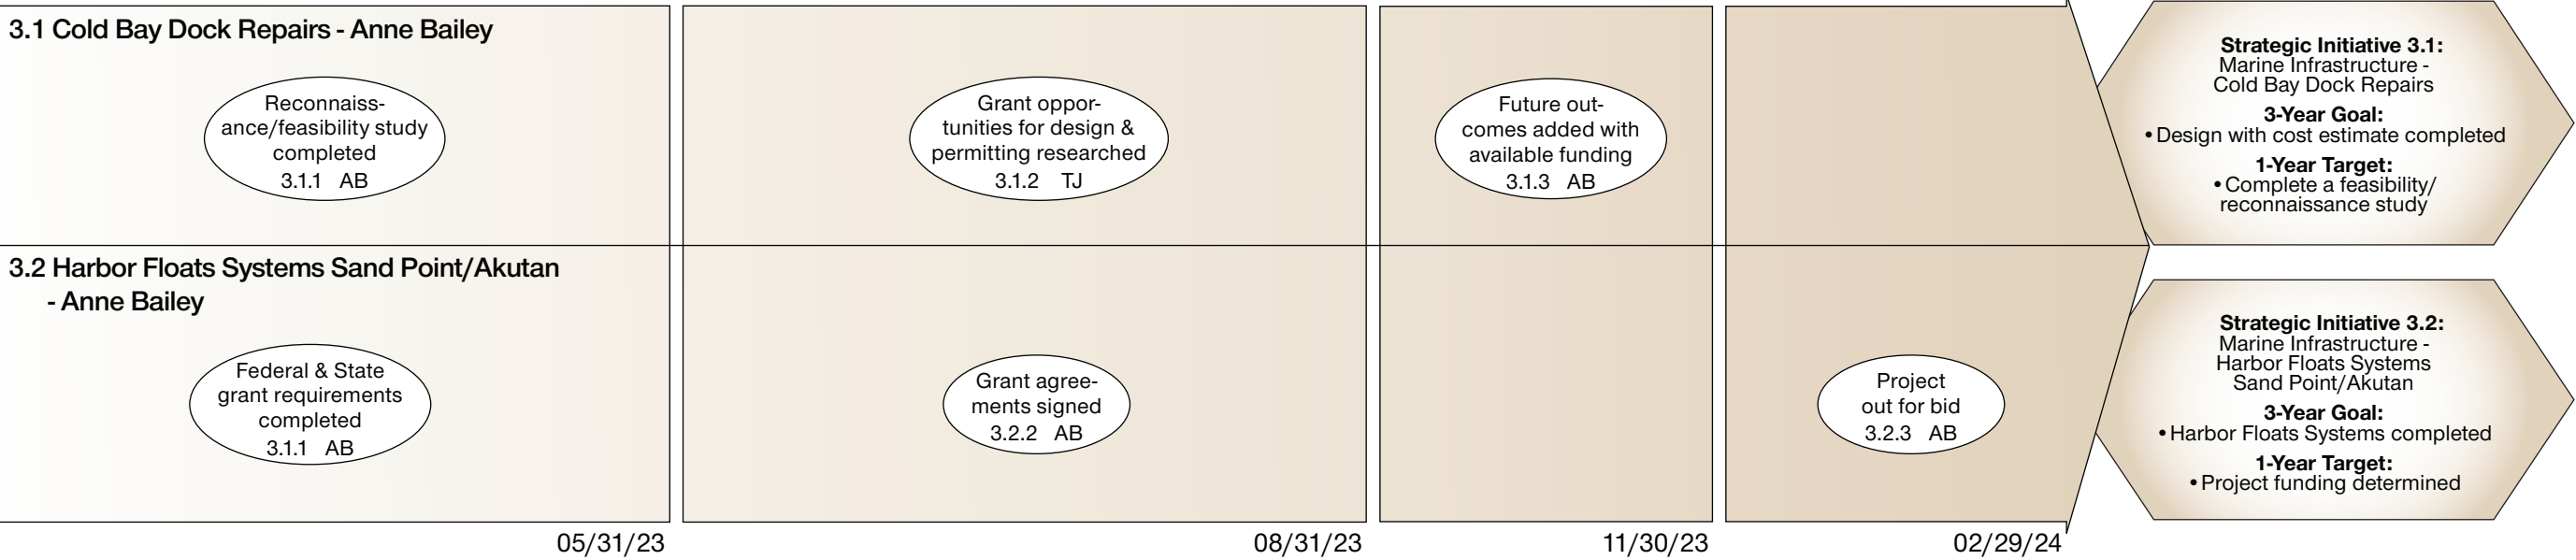 3.1 Cold Bay Dock Repairs - Anne Bailey
Reconnaiss-
ance/feasibility study
completed
3.1.1 AB
Grant oppor-
tunities for design &
permitting researched
3.1.2 TJ
Future out-
comes added with
available funding
3.1.3 AB
Strategic Initiative 3.1:
Marine Infrastructure -
Cold Bay Dock Repairs
3-Year Goal:
• Design with cost estimate completed
1-Year Target:
• Complete a feasibility/
reconnaissance study
3.2 Harbor Floats Systems Sand Point/Akutan
- Anne Bailey
Federal & State
grant requirements
completed
3.1.1 AB
Grant agree-
ments signed
3.2.2 AB
Project
out for bid
3.2.3 AB
Strategic Initiative 3.2:
Marine Infrastructure -
Harbor Floats Systems
Sand Point/Akutan
3-Year Goal:
• Harbor Floats Systems completed
1-Year Target:
• Project funding determined
05/31/23
08/31/23
11/30/23
02/29/24